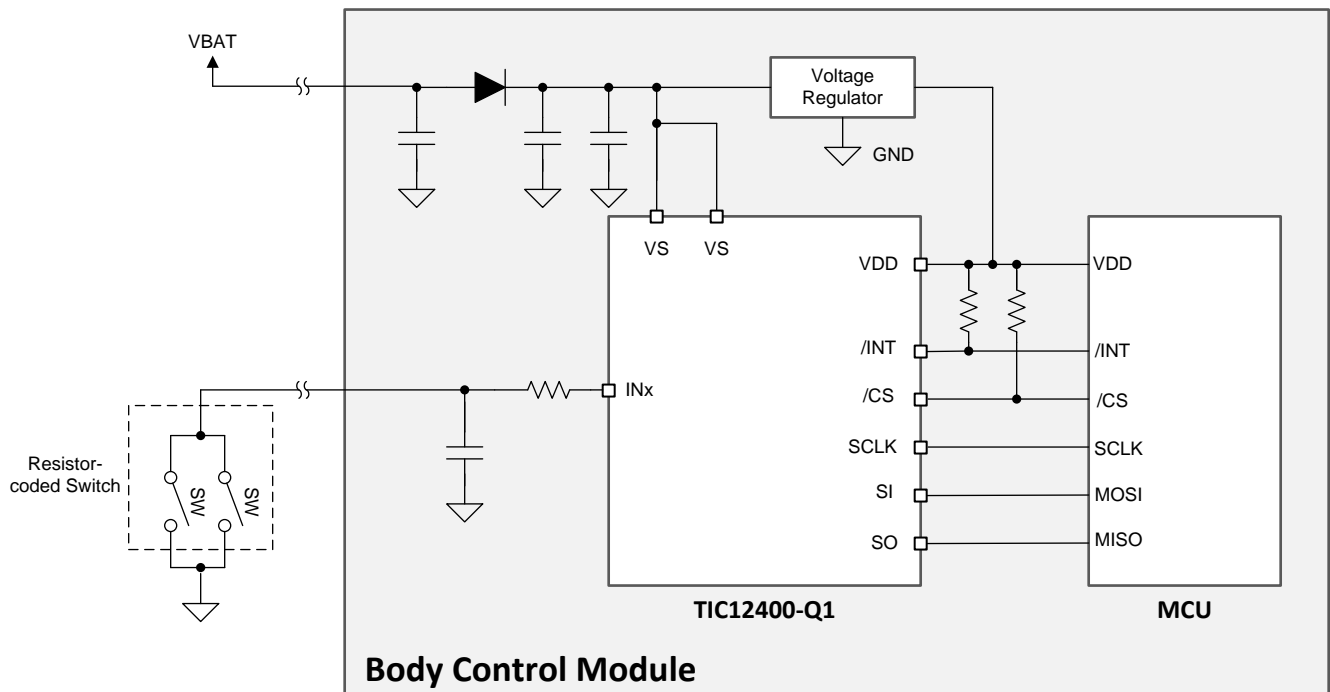 VBAT
Voltage
Regulator
GND
VS
VS
VDD
VDD
/INT
/INT
INx
/CS
/CS
SCLK
SCLK
Resistor-
coded Switch
SW
SW
SI
MOSI
SO
MISO
TIC12400-Q1
MCU
Body Control Module